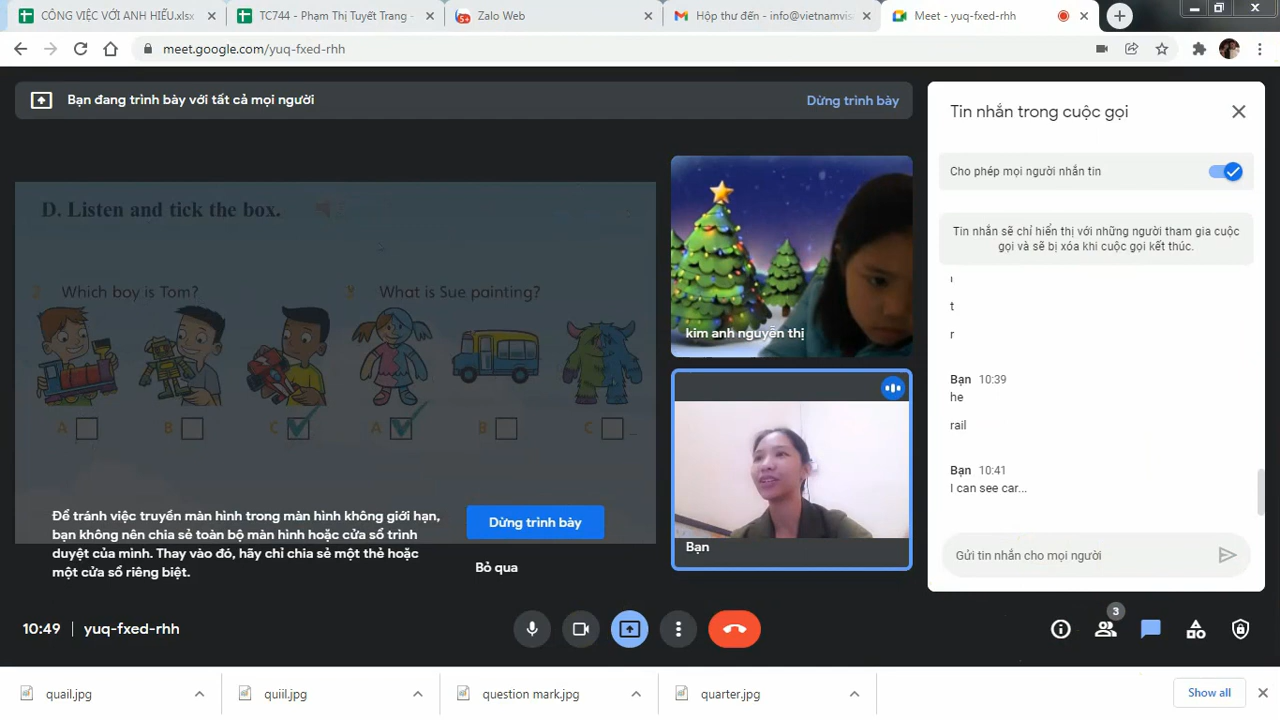 CÔNG VIỆC VỚI ANH HIẾU.xlsx
TC744 - Phạm Thị Tuyết Trang -
Zalo Web
Hộp thư đến - info@vietnamvis
Meet - yuq-fxed-rhh
meet.google.com/yuq-fxed-rhh
Bạn đang trình bày với tất cả mọi người
Dừng trình bày
D. Listen and tick the box.
Which boy is Tom?
What is Sue painting?
A
B
C
A
B
C
Để tránh việc truyền màn hình trong màn hình không giới hạn,
bạn không nên chia sẻ toàn bộ màn hình hoặc cửa sổ trình
duyệt của mình. Thay vào đó, hãy chỉ chia sẻ một thẻ hoặc
một cửa sổ riêng biệt.
Dừng trình bày
Bỏ qua
kim anh nguyễn thị
Bạn
Tin nhắn trong cuộc gọi
Cho phép mọi người nhắn tin
Tin nhắn sẽ chỉ hiển thị với những người tham gia cuộc
gọi và sẽ bị xóa khi cuộc gọi kết thúc.
t
r
Bạn 10:39
he
rail
Bạn 10:41
I can see car...
Gửi tin nhắn cho mọi người
10:49 | yuq-fxed-rhh
3
quail.jpg
quiil.jpg
question mark.jpg
quarter.jpg
Show all